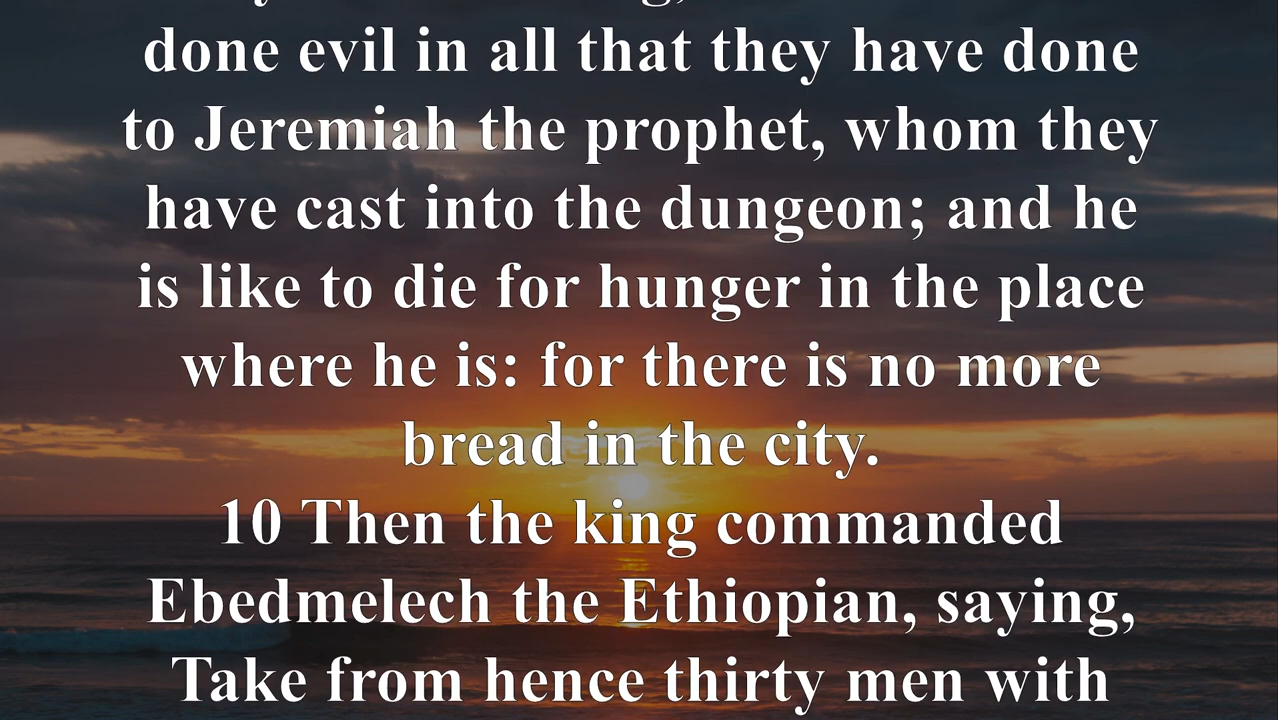 done evil in all that they have done
to Jeremiah the prophet, whom they
have cast into the dungeon; and he
is like to die for hunger in the place
where he is: for there is no more
bread in the city.
10 Then the king commanded
Ebedmelech the Ethiopian, saying,
Take from hence thirty men with